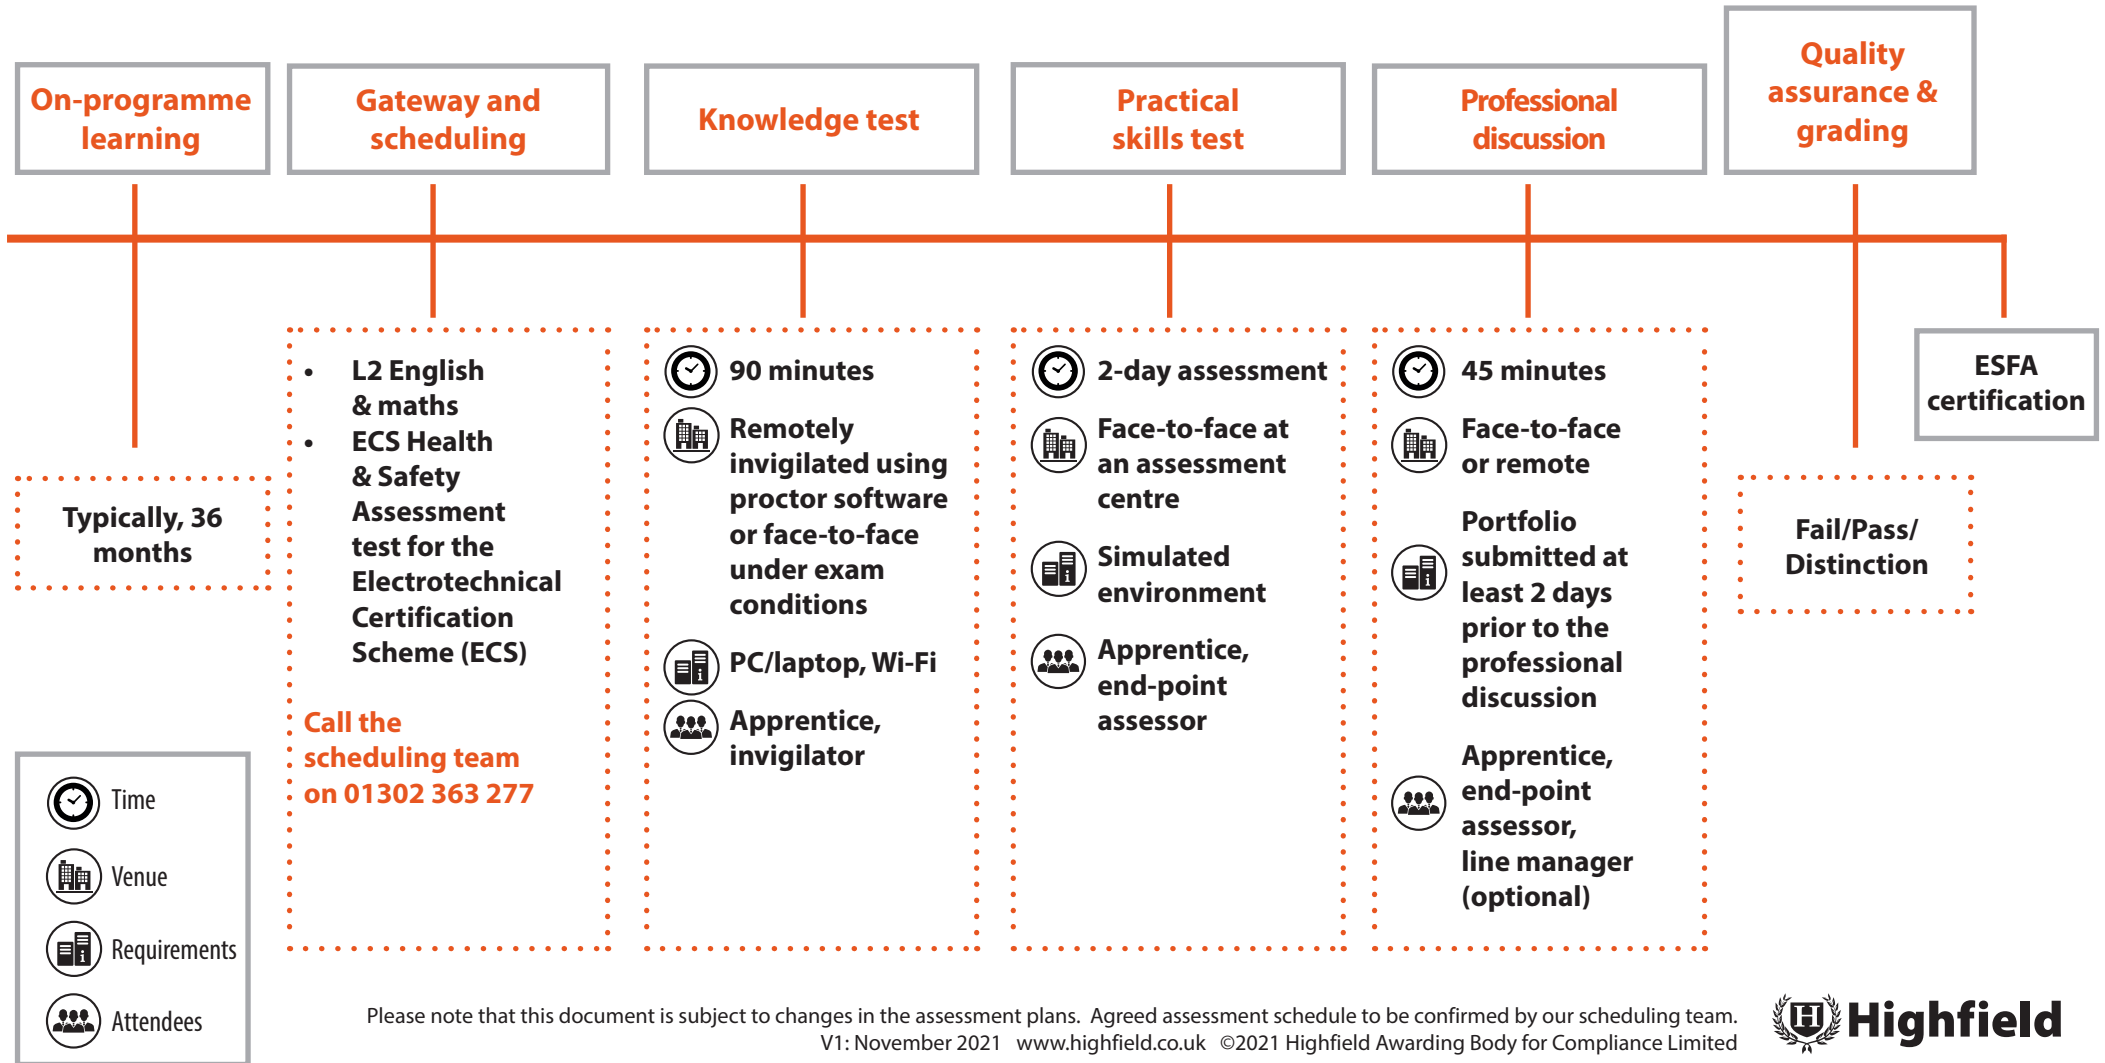 On-programme
learning
Gateway and
scheduling
Knowledge test
Practical
skills test
Professional
discussion
Quality
assurance &
grading
Typically, 36
months
• L2 English
& maths
• ECS Health
& Safety
Assessment
test for the
Electrotechnical
Certification
Scheme (ECS)
Call the
scheduling team
on 01302 363 277
90 minutes
Remotely
invigilated using
proctor software
or face-to-face
under exam
conditions
PC/laptop, Wi-Fi
Apprentice,
invigilator
2-day assessment
Face-to-face at
an assessment
centre
Simulated
environment
Apprentice,
end-point
assessor
45 minutes
Face-to-face
or remote
Portfolio
submitted at
least 2 days
prior to the
professional
discussion
Apprentice,
end-point
assessor,
line manager
(optional)
Fail/Pass/
Distinction
ESFA
certification
Time
Venue
Requirements
Attendees
Please note that this document is subject to changes in the assessment plans. Agreed assessment schedule to be confirmed by our scheduling team.
V1: November 2021 www.highfield.co.uk ©2021 Highfield Awarding Body for Compliance Limited
H Highfield